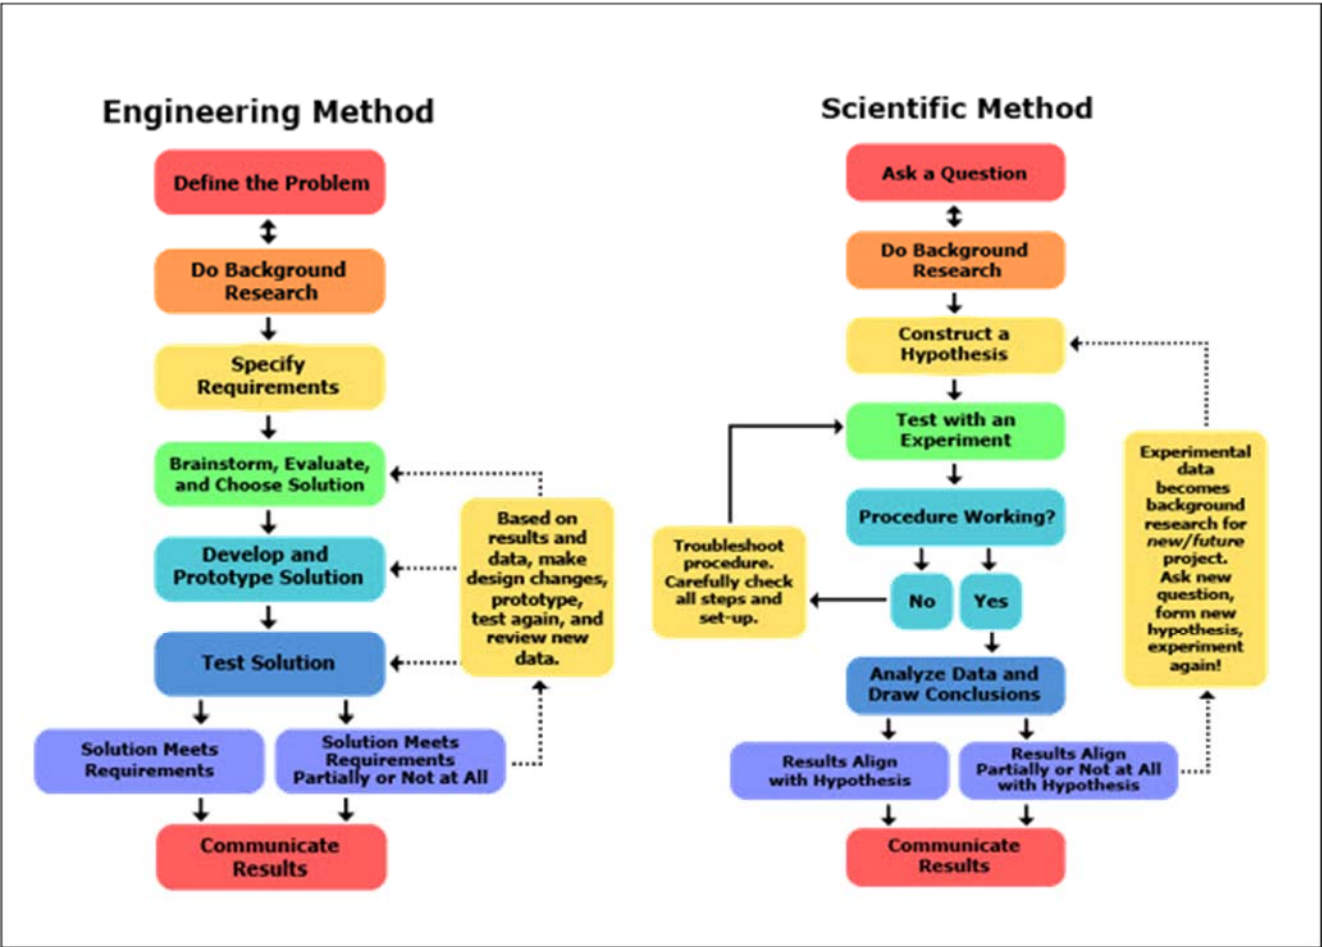 Engineering Method
Define the Problem
Do Background
Research
Specify
Requirements
Brainstorm, Evaluate,
and Choose Solution
Develop and
Prototype Solution
Test Solution
Based on
results and
data, make
design changes,
prototype,
test again, and
review new
data.
Solution Meets
Requirements
Solution Meets
Requirements
Partially or Not at All
Communicate
Results
Scientific Method
Ask a Question
Do Background
Research
Construct a
Hypothesis
Test with an
Experiment
Procedure Working?
No
Yes
Troubleshoot
procedure.
Carefully check
all steps and
set-up.
Analyze Data and
Draw Conclusions
Experimental
data
becomes
background
research for
new/future
project.
Ask new
question,
form new
hypothesis,
experiment
again!
Results Align
with Hypothesis
Results Align
Partially or Not at All
with Hypothesis
Communicate
Results